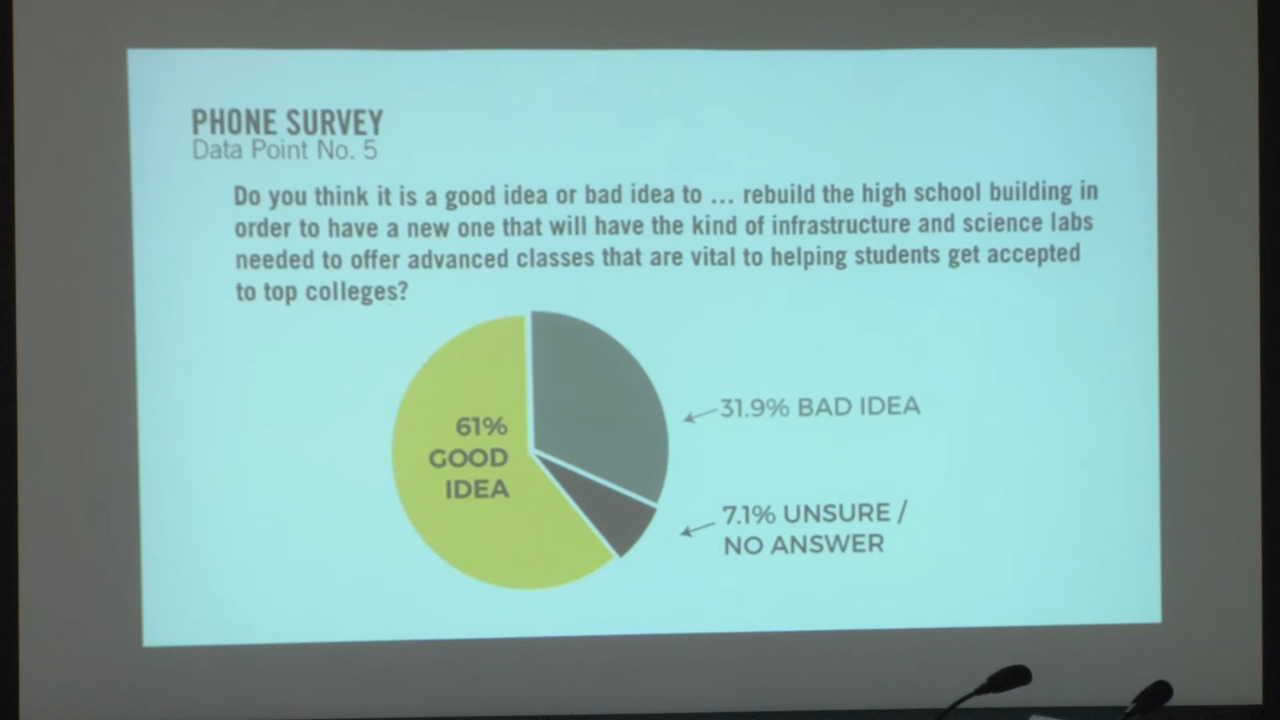 PHONE SURVEY
Data Point No. 5
Do you think it is a good idea or bad idea to ... rebuild the high school building in
order to have a new one that will have the kind of infrastructure and science labs
needed to offer advanced classes that are vital to helping students get accepted
to top colleges?
61%
GOOD
IDEA
31.9% BAD IDEA
7.1% UNSURE /
NO ANSWER